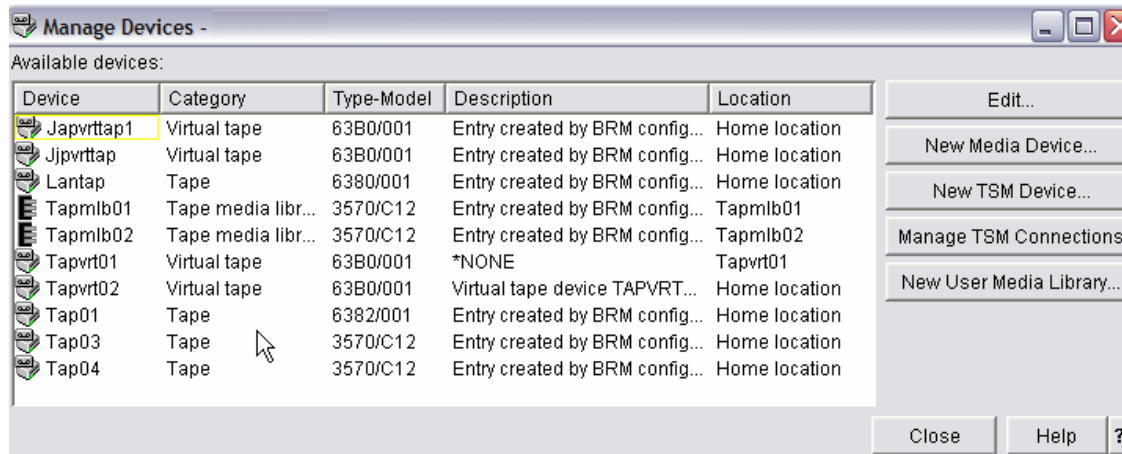 Manage Devices -
Available devices:
Device Category Type-Model Description Location
Japvrttap1 Virtual tape 63B0/001 Entry created by BRM config... Home location
Jjpvrttap Virtual tape 63B0/001 Entry created by BRM config... Home location
Lantap Tape 6380/001 Entry created by BRM config... Home location
Tapmlb01 Tape media libr... 3570/C12 Entry created by BRM config... Tapmlb01
Tapmlb02 Tape media libr... 3570/C12 Entry created by BRM config... Tapmlb02
Tapvrt01 Virtual tape 63B0/001 *NONE Tapvrt01
Tapvrt02 Virtual tape 63B0/001 Virtual tape device TAPVRT... Home location
Tap01 Tape 6382/001 Entry created by BRM config... Home location
Tap03 Tape 3570/C12 Entry created by BRM config... Home location
Tap04 Tape 3570/C12 Entry created by BRM config... Home location
Edit...
New Media Device...
New TSM Device...
Manage TSM Connections
New User Media Library...
Close Help ?